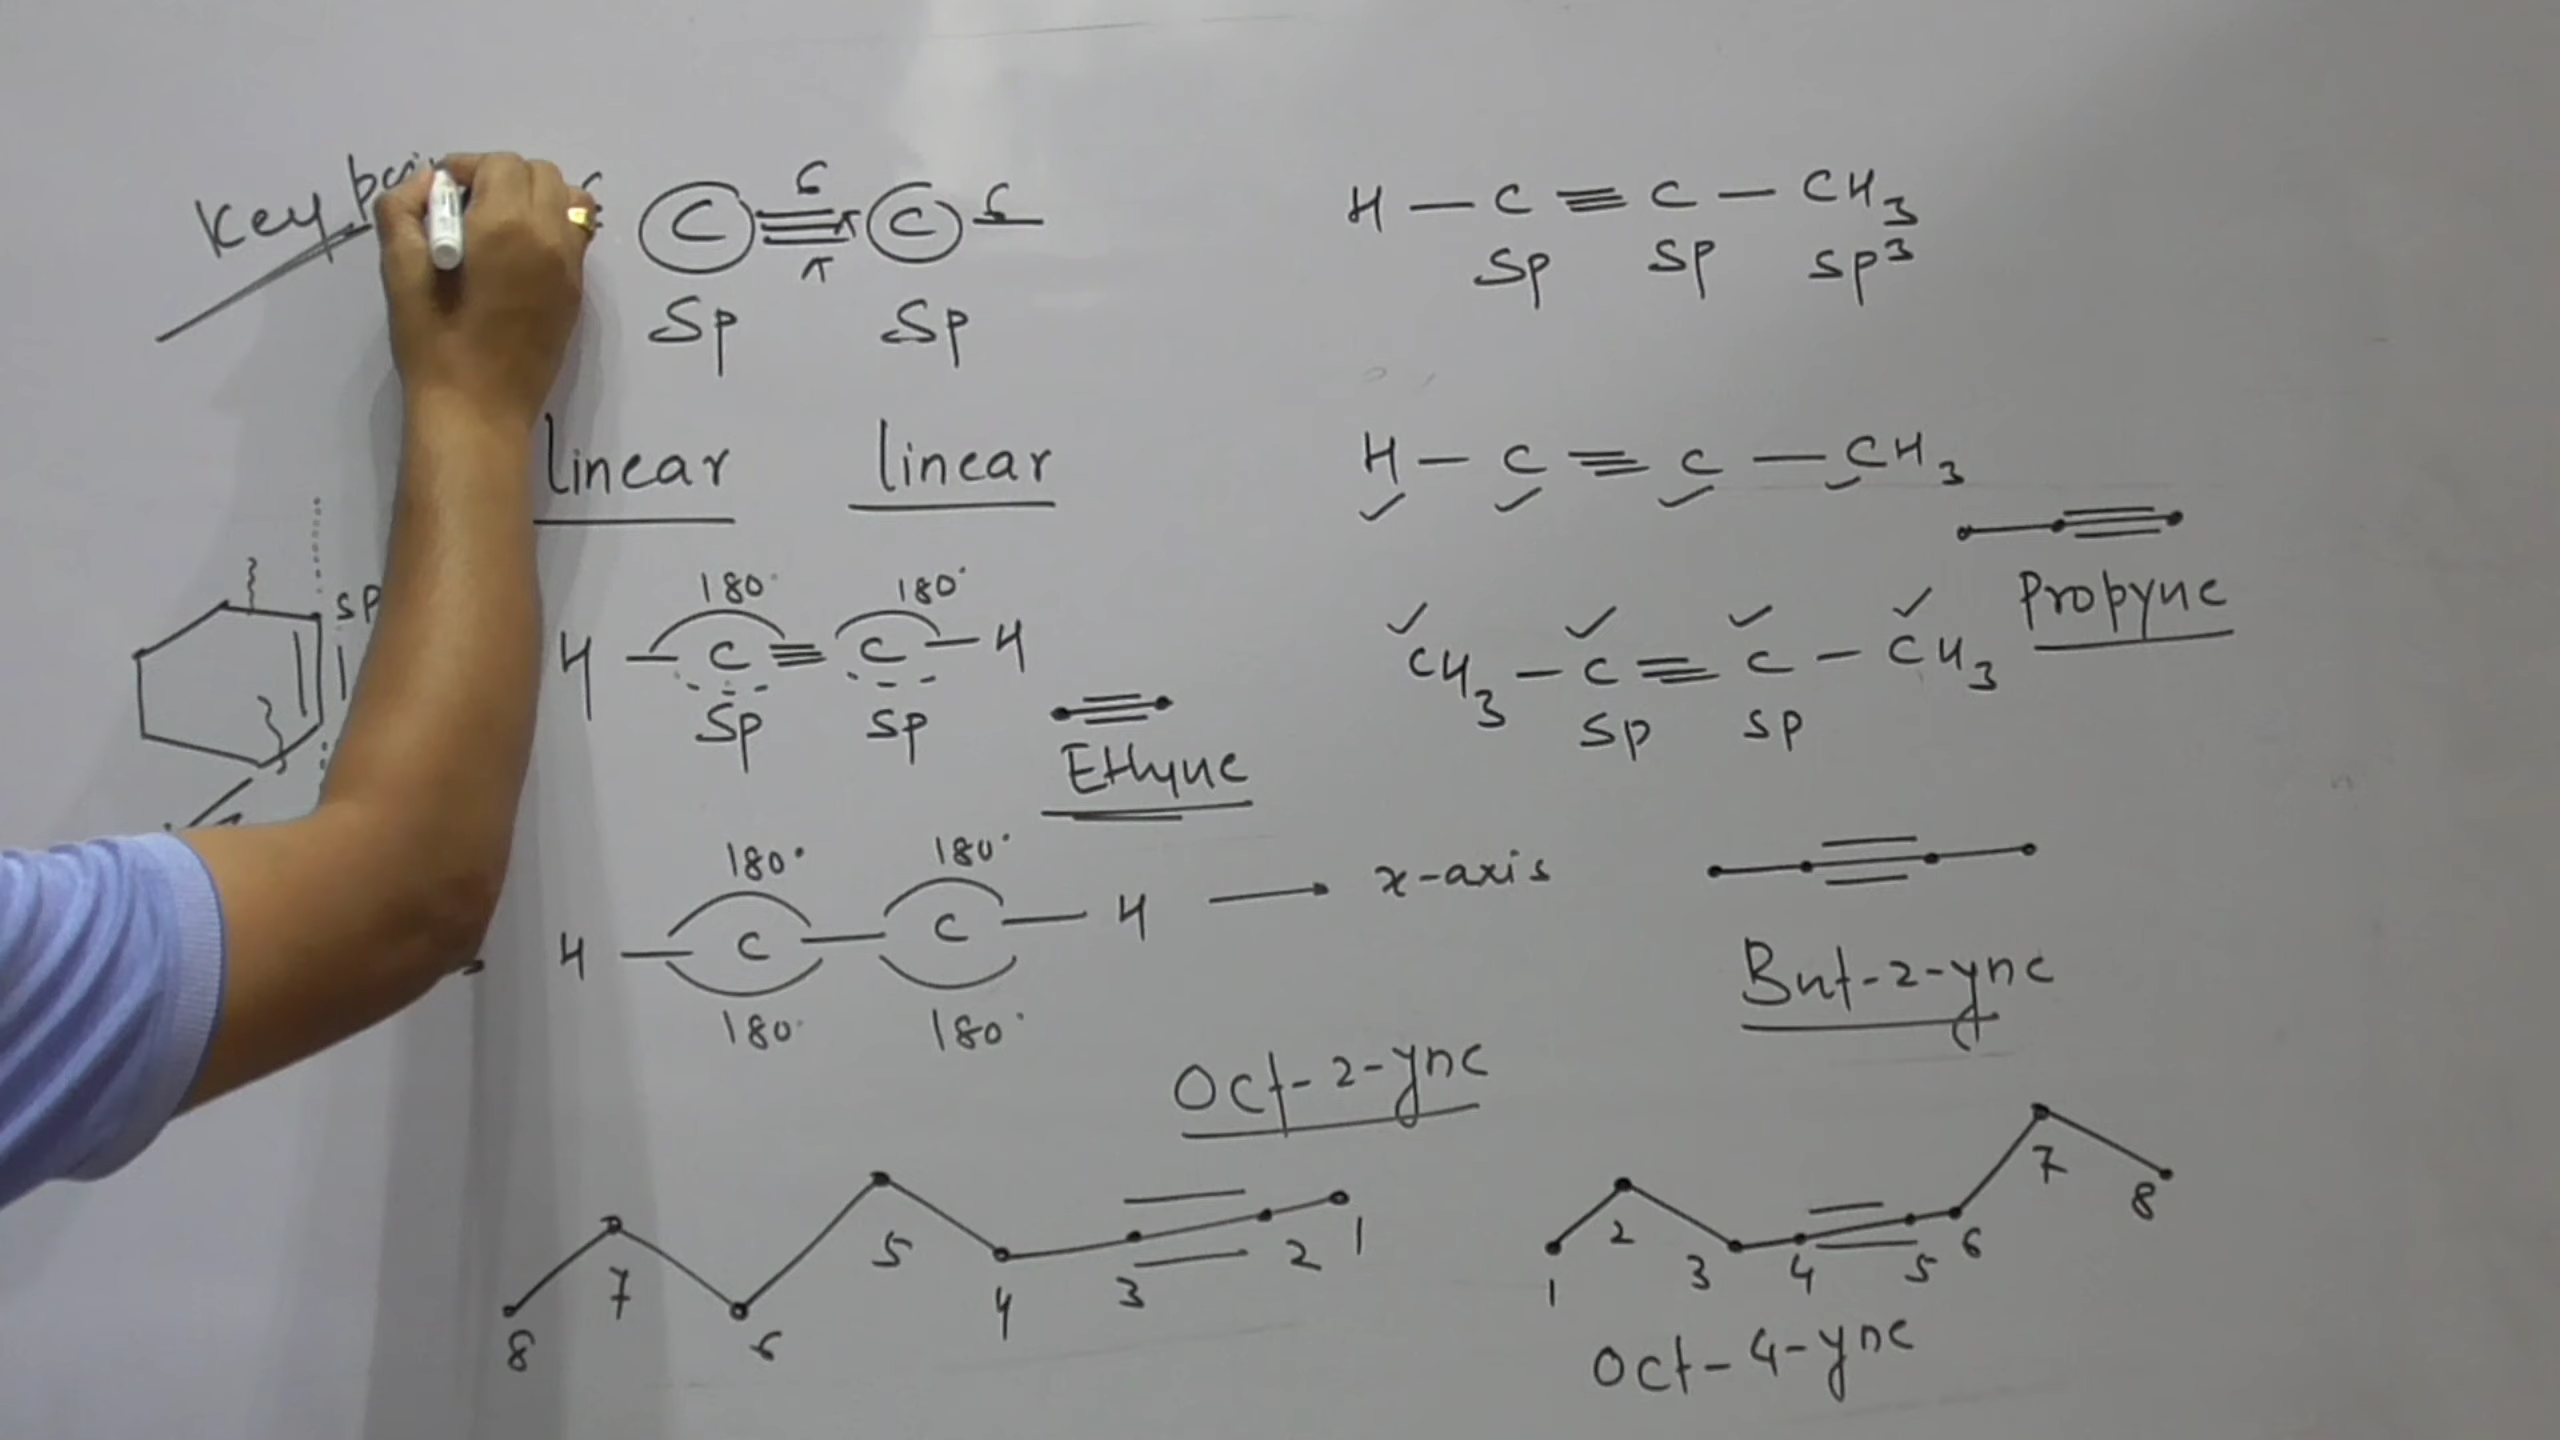 Key
σ
C ≡ C σ
π π
Sp Sp
linear linear
180° 180°
H - C ≡ C - H
Sp Sp
Ethyne
180° 180°
H - C - C - H → x-axis
180° 180°
sp
H - C ≡ C - CH3
Sp Sp Sp3
H - C ≡ C - CH3
Propyne
CH3 - C ≡ C - CH3
Sp Sp
But-2-yne
Oct-2-yne
8 7 6 5 4 3 2 1
1 2 3 4 5 6 7 8
Oct-4-yne